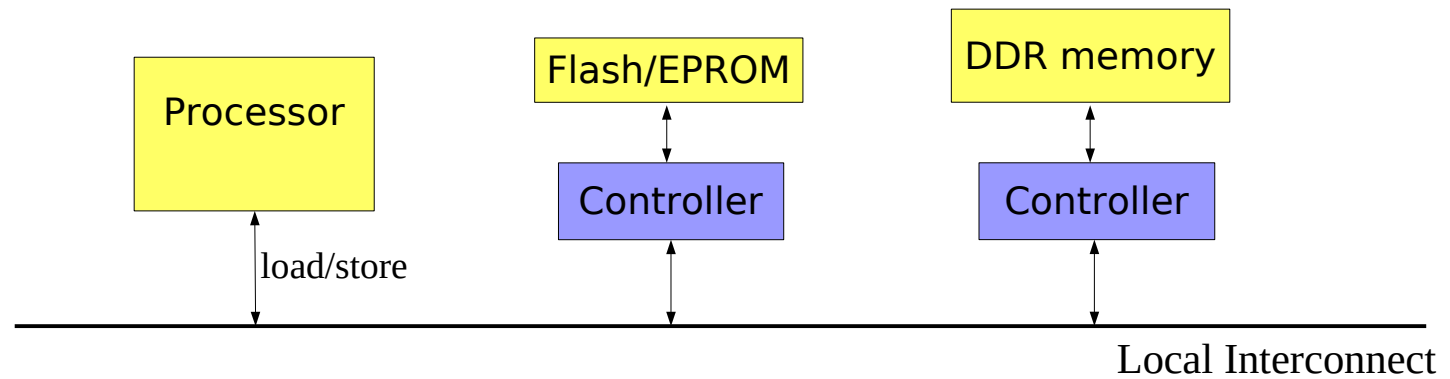 Processor
Flash/EPROM
DDR memory
Controller
Controller
load/store
Local Interconnect